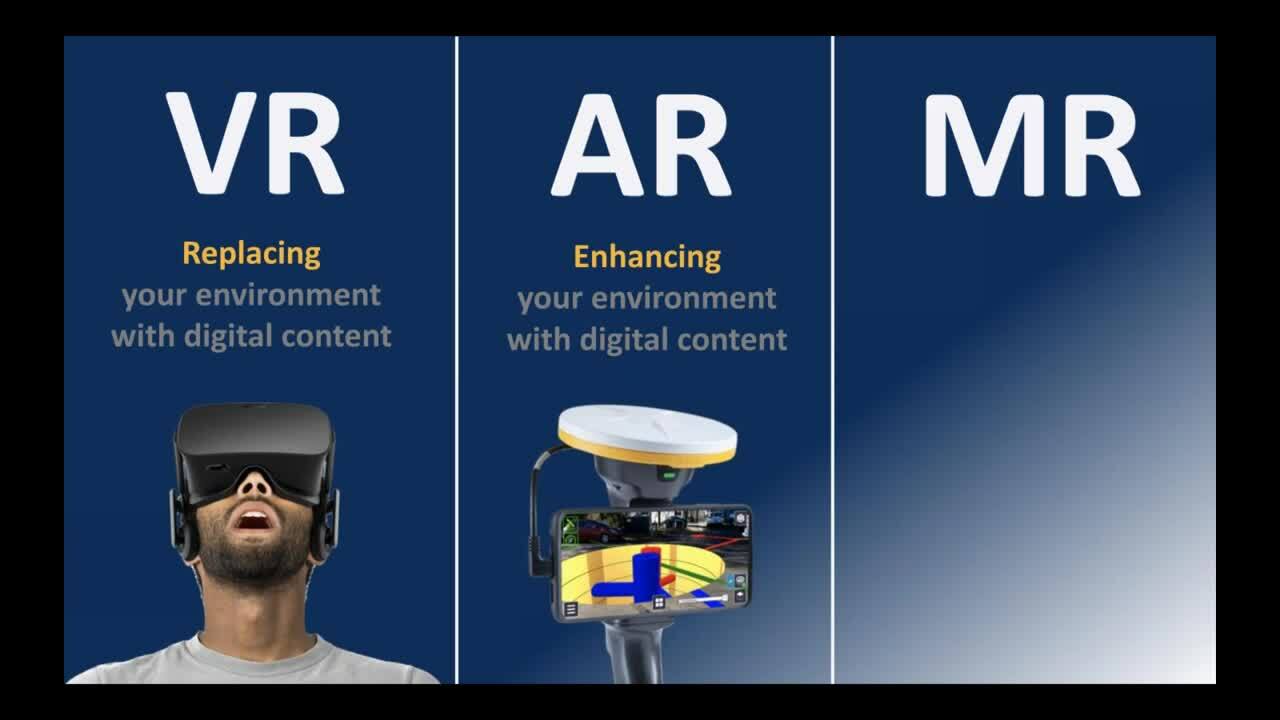 VR
Replacing
your environment
with digital content
AR
Enhancing
your environment
with digital content
MR